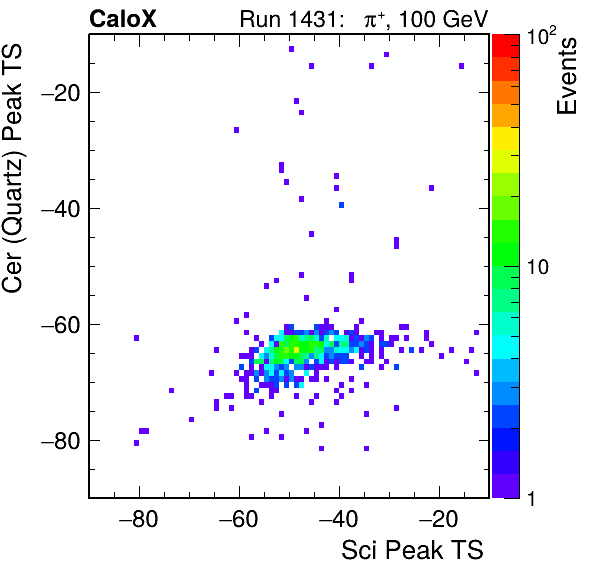 CaloX Run 1431: π⁺, 100 GeV
Cer (Quartz) Peak TS
−20
−40
−60
−80
−80 −60 −40 −20
Sci Peak TS
10²
10
1
Events